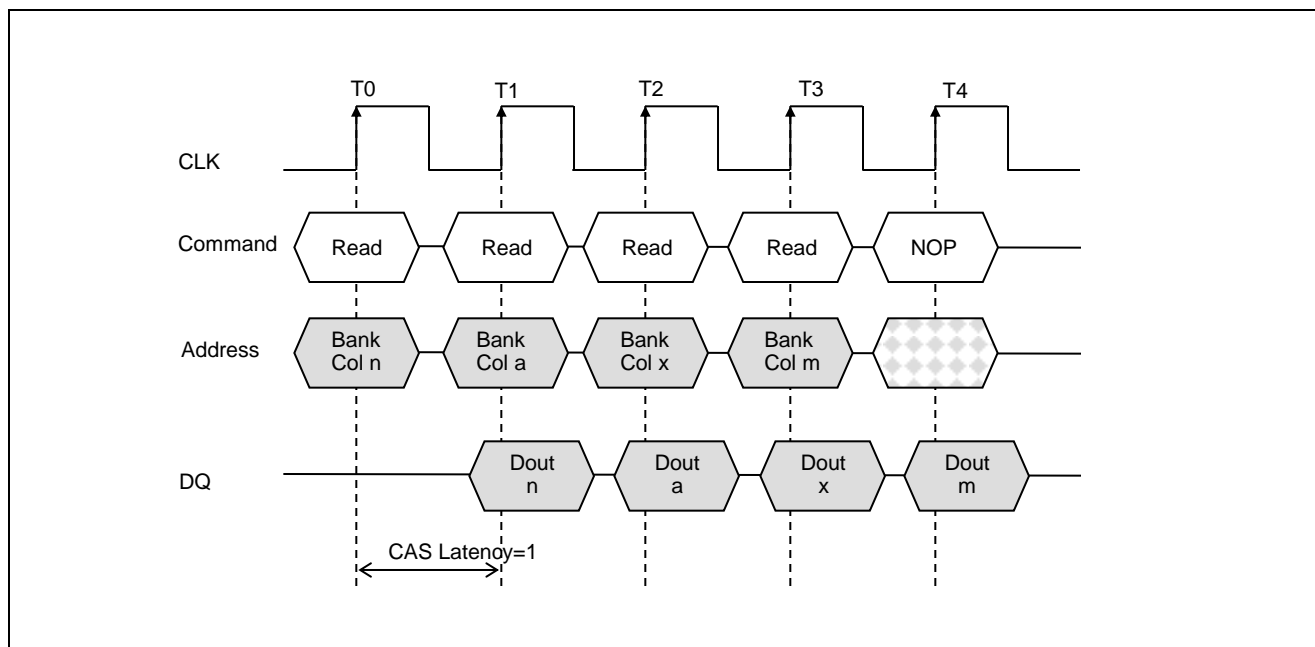 T0 T1 T2 T3 T4
CLK
Command Read Read Read Read NOP
Address Bank Bank Bank Bank
Col n Col a Col x Col m
DQ Dout Dout Dout Dout
n a x m
CAS Latency=1